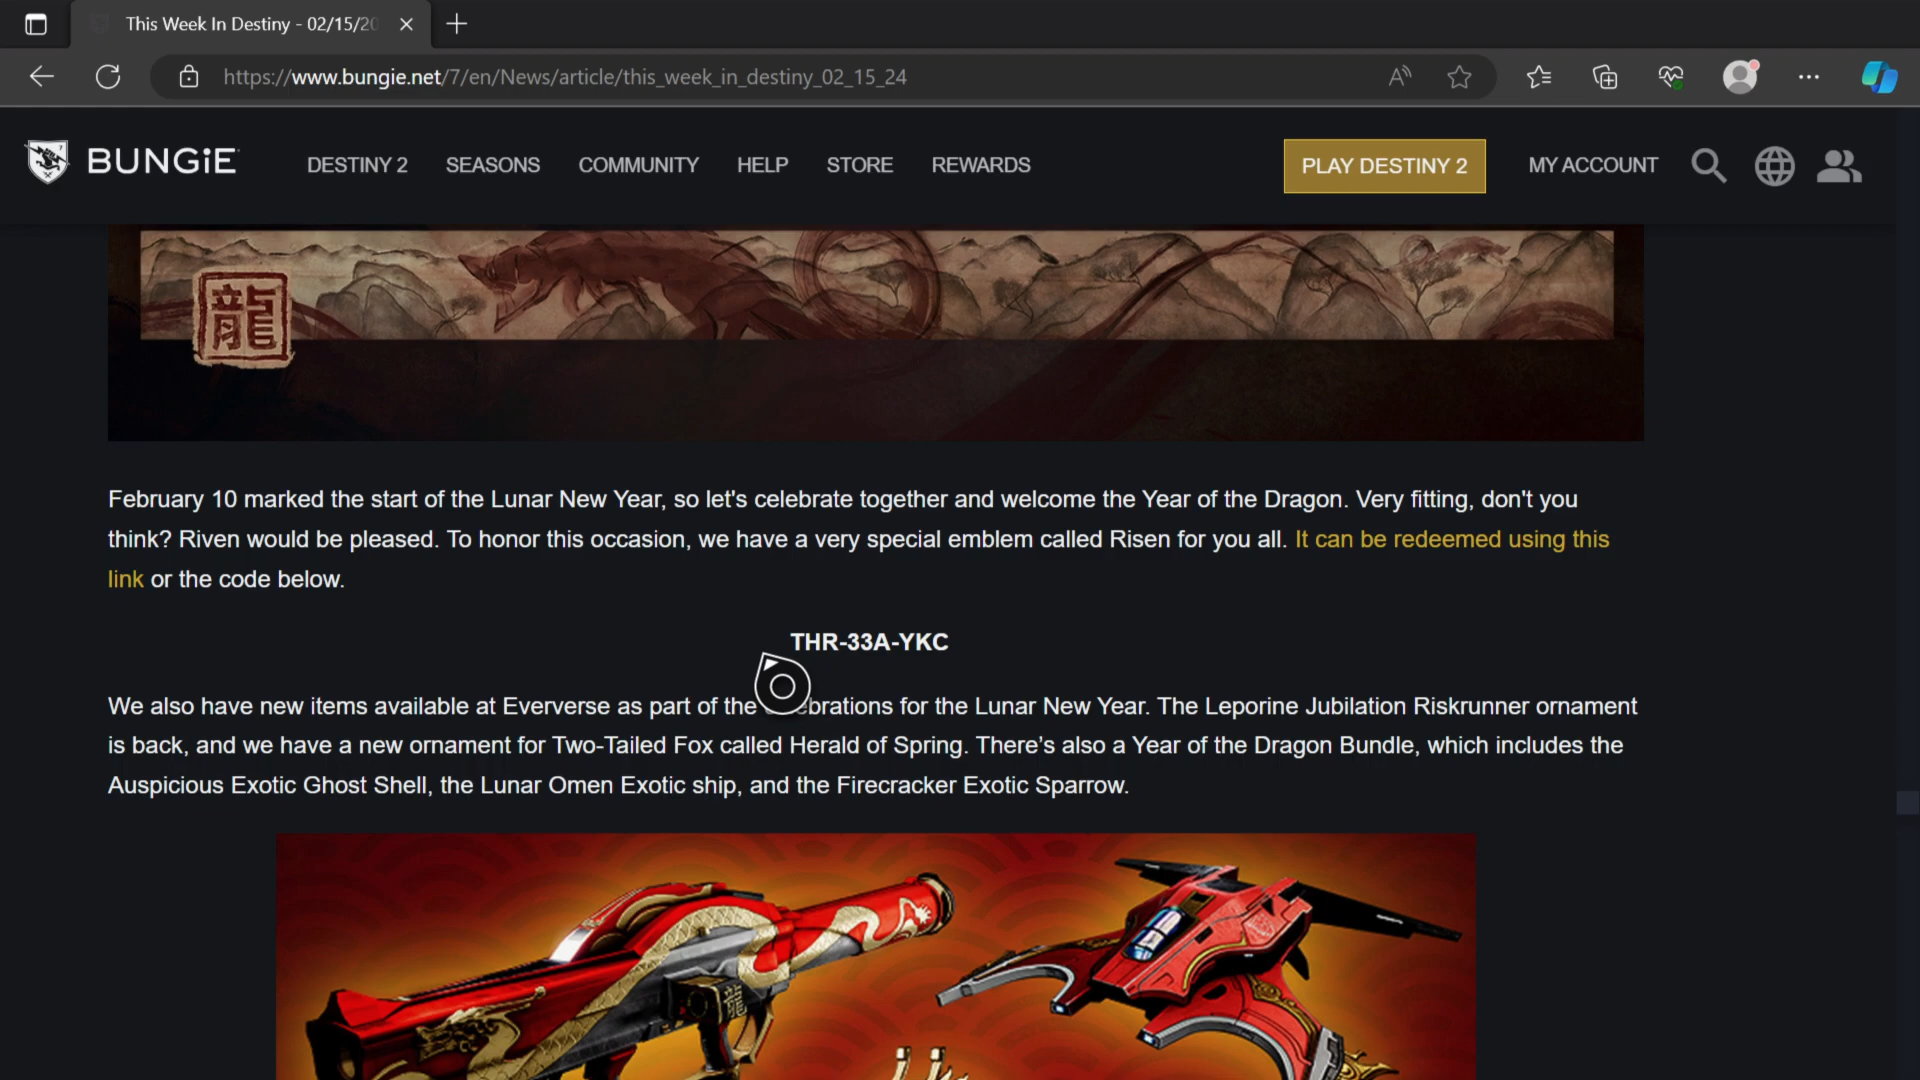 This Week In Destiny - 02/15/20
https://www.bungie.net/7/en/News/article/this_week_in_destiny_02_15_24
BUNGiE
DESTINY 2
SEASONS
COMMUNITY
HELP
STORE
REWARDS
PLAY DESTINY 2
MY ACCOUNT
龍
February 10 marked the start of the Lunar New Year, so let's celebrate together and welcome the Year of the Dragon. Very fitting, don't you
think? Riven would be pleased. To honor this occasion, we have a very special emblem called Risen for you all. It can be redeemed using this
link or the code below.
THR-33A-YKC
We also have new items available at Eververse as part of the celebrations for the Lunar New Year. The Leporine Jubilation Riskrunner ornament
is back, and we have a new ornament for Two-Tailed Fox called Herald of Spring. There’s also a Year of the Dragon Bundle, which includes the
Auspicious Exotic Ghost Shell, the Lunar Omen Exotic ship, and the Firecracker Exotic Sparrow.